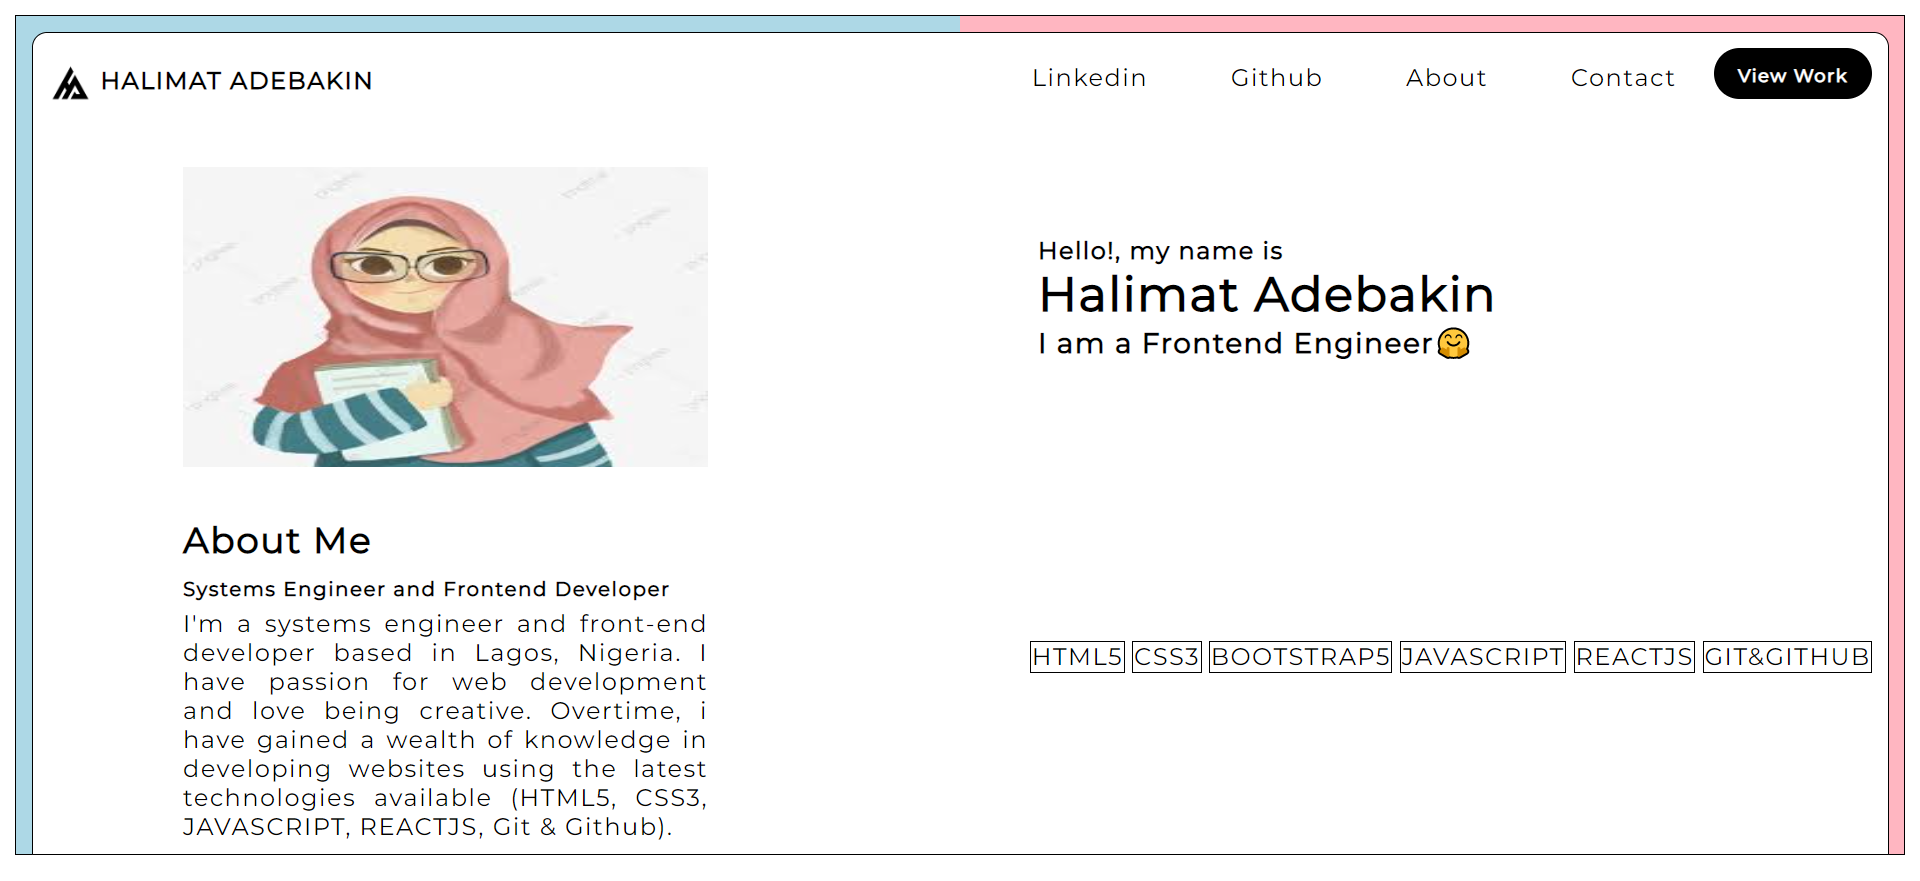 HALIMAT ADEBAKIN
Linkedin
Github
About
Contact
View Work
Hello!, my name is
Halimat Adebakin
I am a Frontend Engineer🤗
About Me
Systems Engineer and Frontend Developer
I'm a systems engineer and front-end
developer based in Lagos, Nigeria. I
have passion for web development
and love being creative. Overtime, i
have gained a wealth of knowledge in
developing websites using the latest
technologies available (HTML5, CSS3,
JAVASCRIPT, REACTJS, Git & Github).
HTML5 CSS3 BOOTSTRAP5 JAVASCRIPT REACTJS GIT&GITHUB